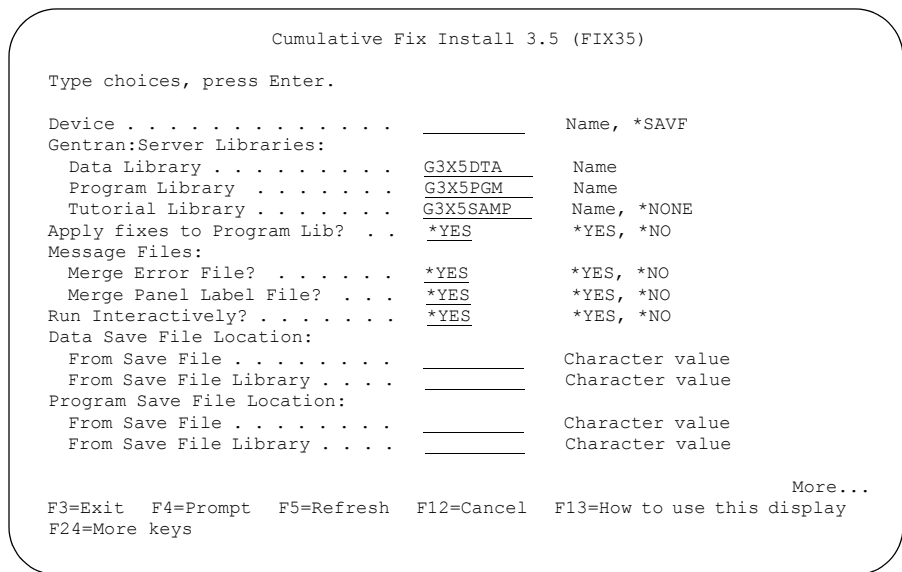 Cumulative Fix Install 3.5 (FIX35)
Type choices, press Enter.
Device . . . . . . . . . . . . . __________ Name, *SAVF
Gentran:Server Libraries:
Data Library . . . . . . . . . G3X5DTA Name
Program Library . . . . . . . G3X5PGM Name
Tutorial Library . . . . . . . G3X5SAMP Name, *NONE
Apply fixes to Program Lib? . . *YES *YES, *NO
Message Files:
Merge Error File? . . . . . . *YES *YES, *NO
Merge Panel Label File? . . . *YES *YES, *NO
Run Interactively? . . . . . . . *YES *YES, *NO
Data Save File Location:
From Save File . . . . . . . . __________ Character value
From Save File Library . . . . __________ Character value
Program Save File Location:
From Save File . . . . . . . . __________ Character value
From Save File Library . . . . __________ Character value
More...
F3=Exit F4=Prompt F5=Refresh F12=Cancel F13=How to use this display
F24=More keys